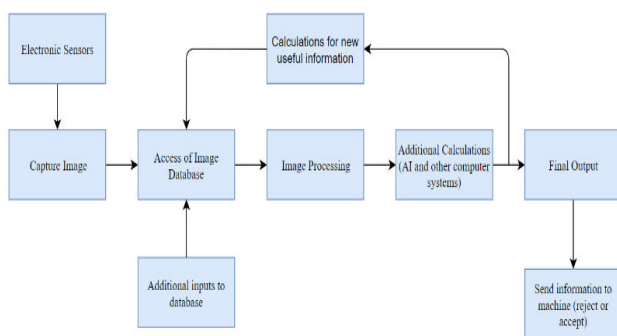 Electronic Sensors
Calculations for new
useful information
Capture Image
Access of Image
Database
Image Processing
Additional Calculations
(AI and other computer
systems)
Final Output
Additional inputs to
database
Send information to
machine (reject or
accept)